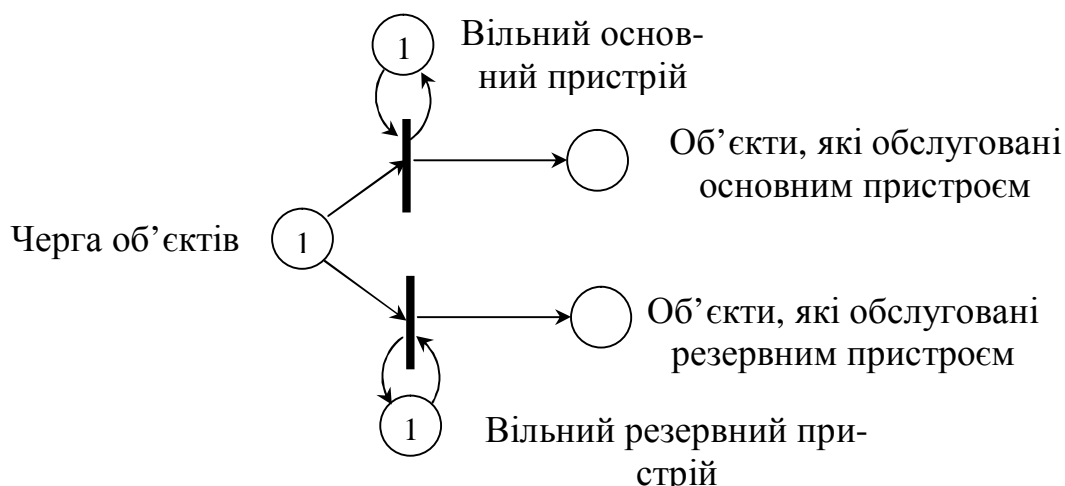 1
Вільний основ-
ний пристрій
Об’єкти, які обслуговані
основним пристроєм
Черга об’єктів
1
Об’єкти, які обслуговані
резервним пристроєм
1
Вільний резервний при-
стрій